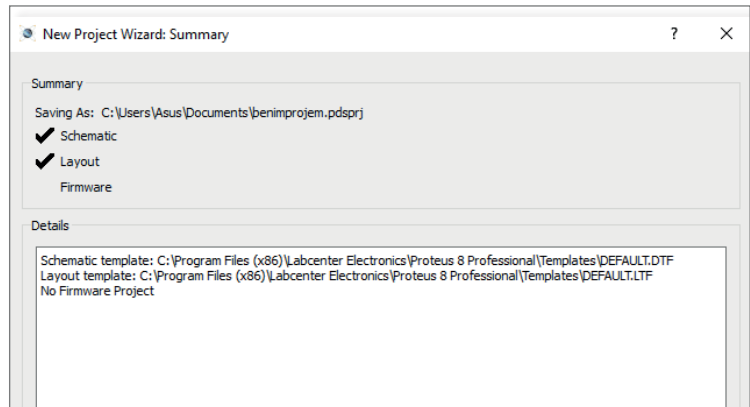 New Project Wizard: Summary
Summary
Saving As: C:\Users\Asus\Documents\benimprojem.pdsprj
Schematic
Layout
Firmware
Details
Schematic template: C:\Program Files (x86)\Labcenter Electronics\Proteus 8 Professional\Templates\DEFAULT.DTF
Layout template: C:\Program Files (x86)\Labcenter Electronics\Proteus 8 Professional\Templates\DEFAULT.LTF
No Firmware Project